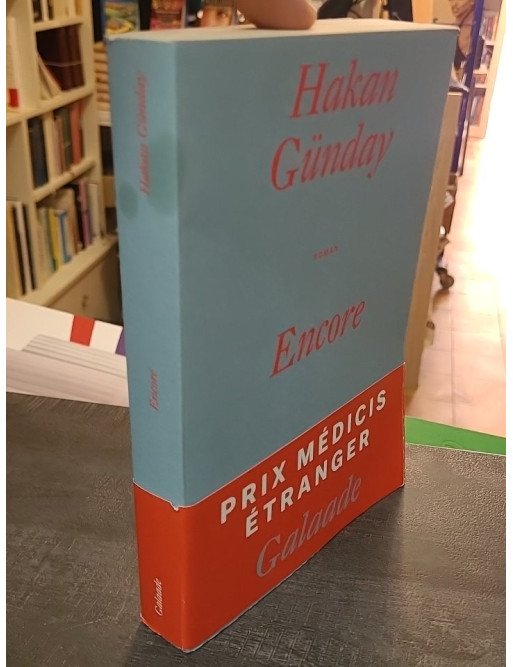 Hakan
Günday
ROMAN
Encore
PRIX MÉDICIS
ÉTRANGER
Galaade
Hakan Günday
Encore
Galaade